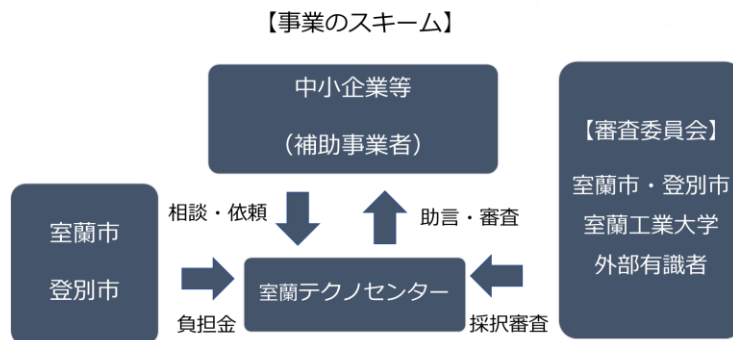 【事業のスキーム】
中小企業等
（補助事業者）
【審査委員会】
室蘭市・登別市
室蘭工業大学
外部有識者
室蘭市
登別市
相談・依頼
助言・審査
室蘭テクノセンター
負担金
採択審査